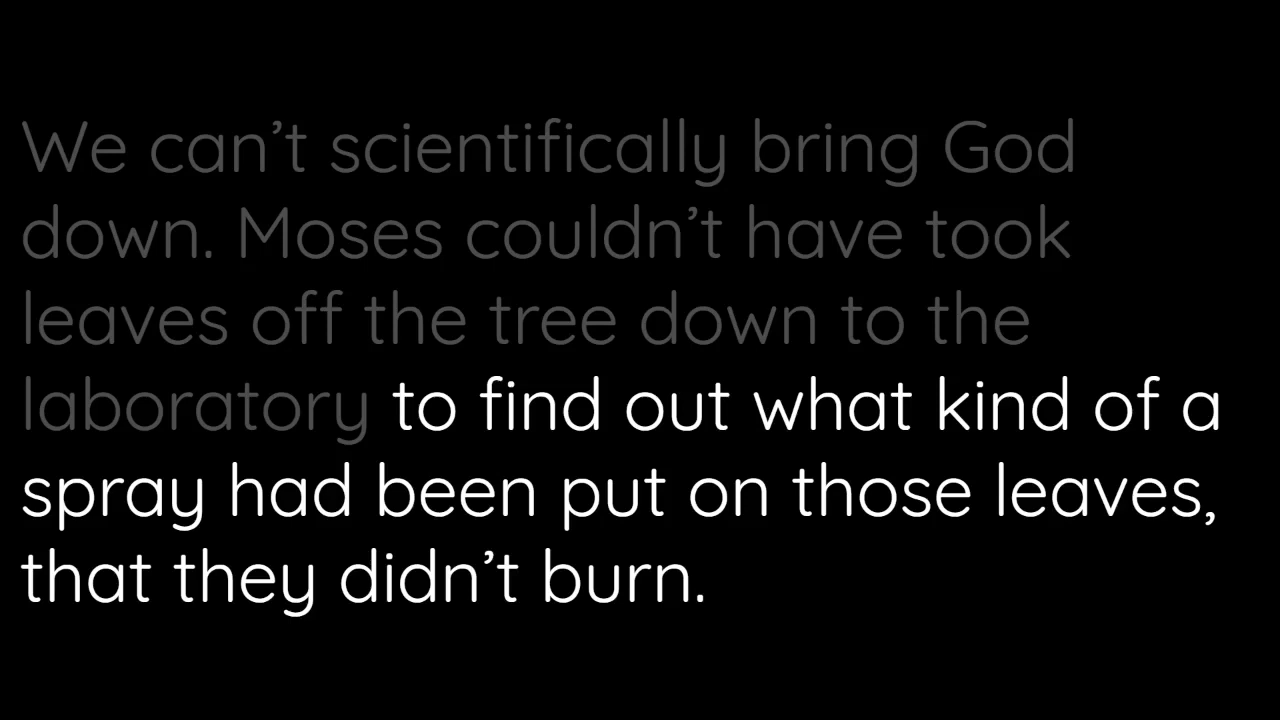 We can’t scientifically bring God
down. Moses couldn’t have took
leaves off the tree down to the
laboratory to find out what kind of a
spray had been put on those leaves,
that they didn’t burn.